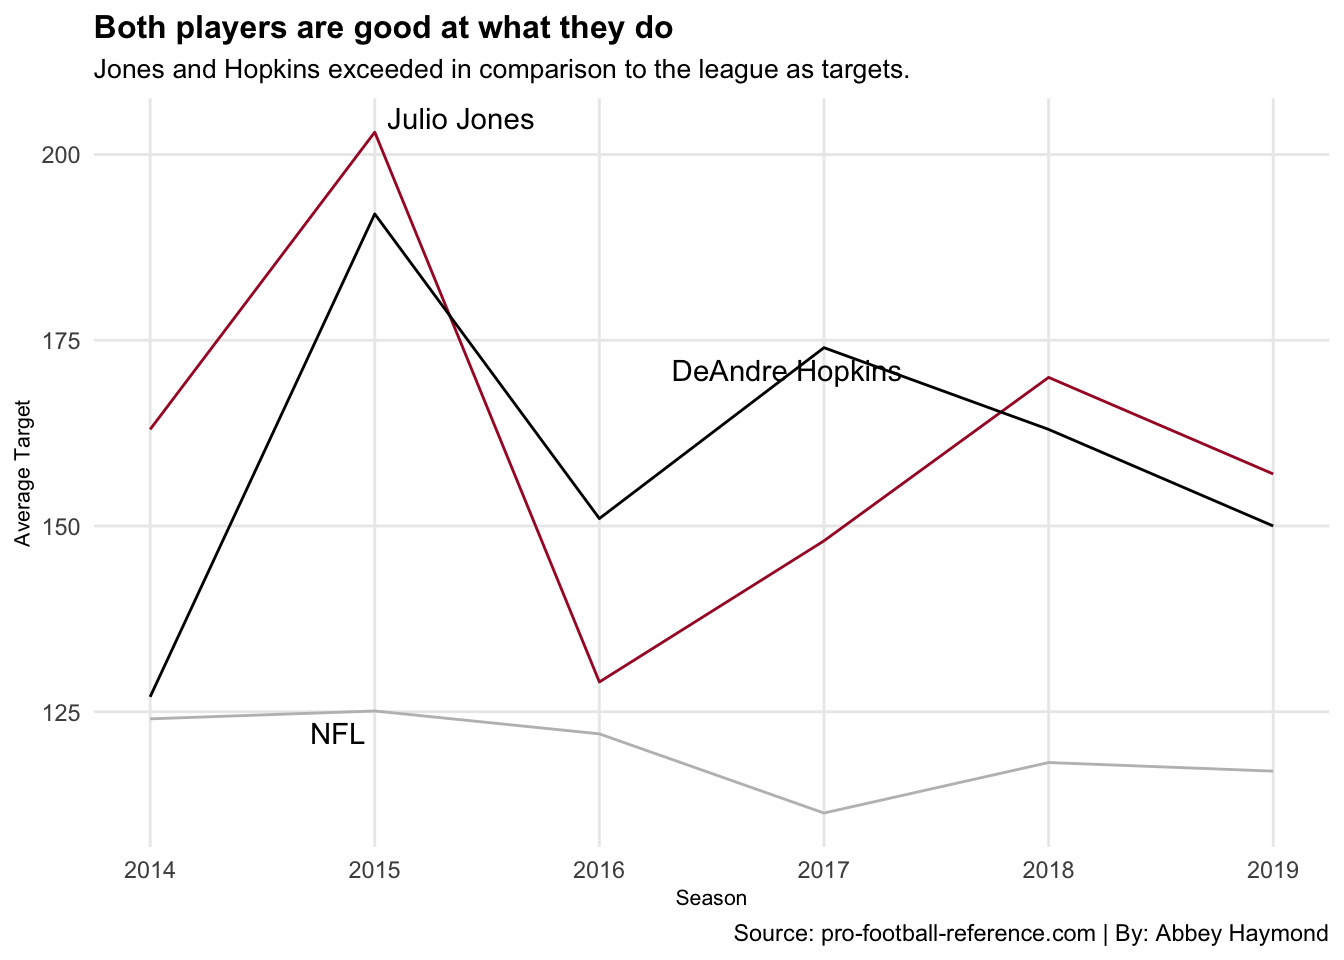 Both players are good at what they do
Jones and Hopkins exceeded in comparison to the league as targets.
Julio Jones
200
175
DeAndre Hopkins
Average Target
150
125
NFL
2014 2015 2016 2017 2018 2019
Season
Source: pro-football-reference.com | By: Abbey Haymond